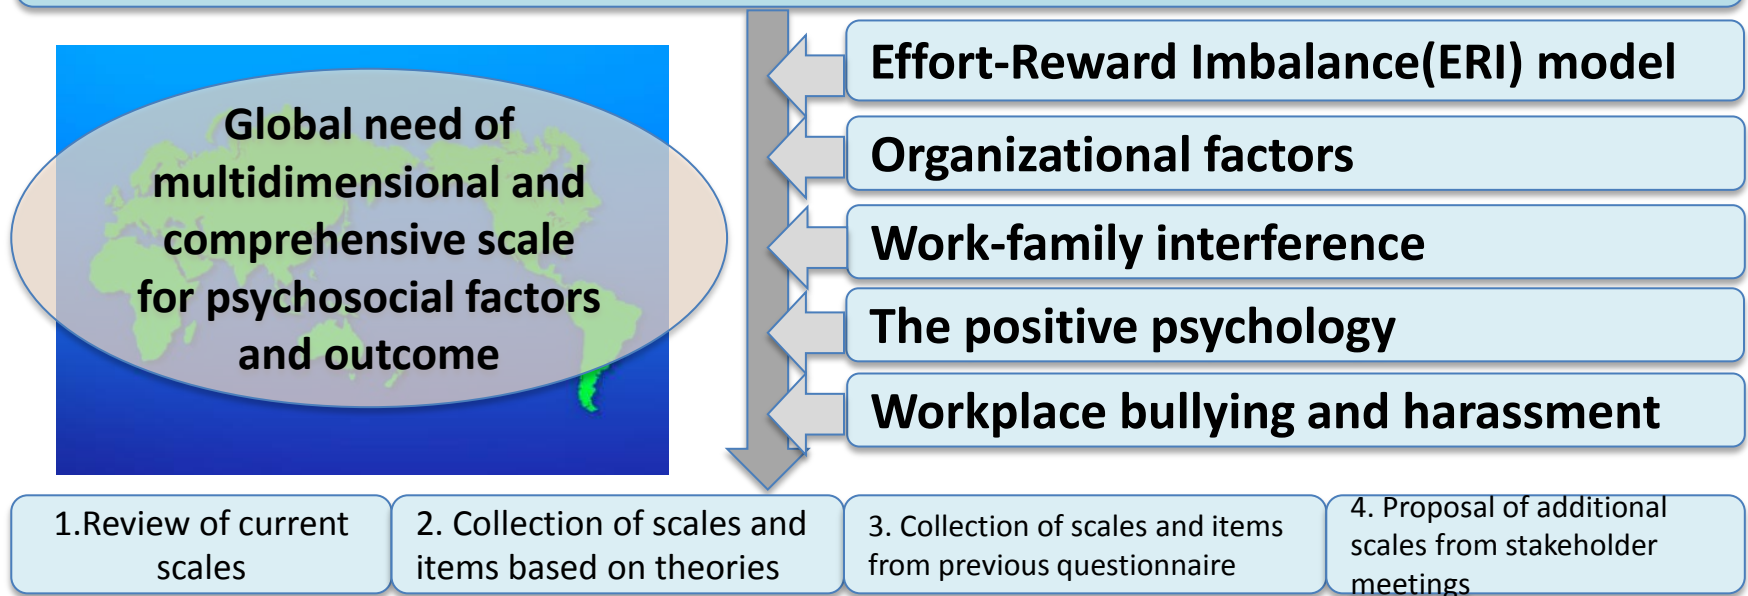 Effort-Reward Imbalance(ERI) model
Organizational factors
Work-family interference
The positive psychology
Workplace bullying and harassment
Global need of
multidimensional and
comprehensive scale
for psychosocial factors
and outcome
1.Review of current
scales
2. Collection of scales and
items based on theories
3. Collection of scales and items
from previous questionnaire
4. Proposal of additional
scales from stakeholder
meetings